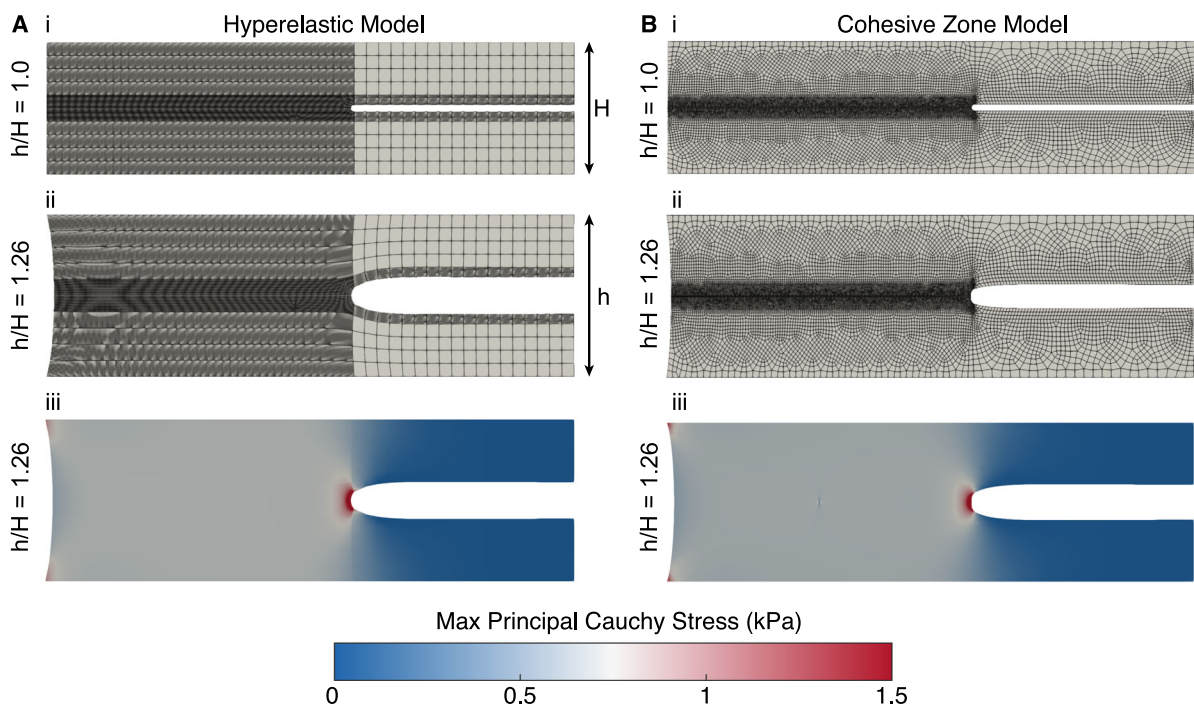 A i Hyperelastic Model
h/H = 1.0
H
ii
h/H = 1.26
h
iii
h/H = 1.26
B i Cohesive Zone Model
h/H = 1.0
ii
h/H = 1.26
iii
h/H = 1.26
Max Principal Cauchy Stress (kPa)
0 0.5 1 1.5